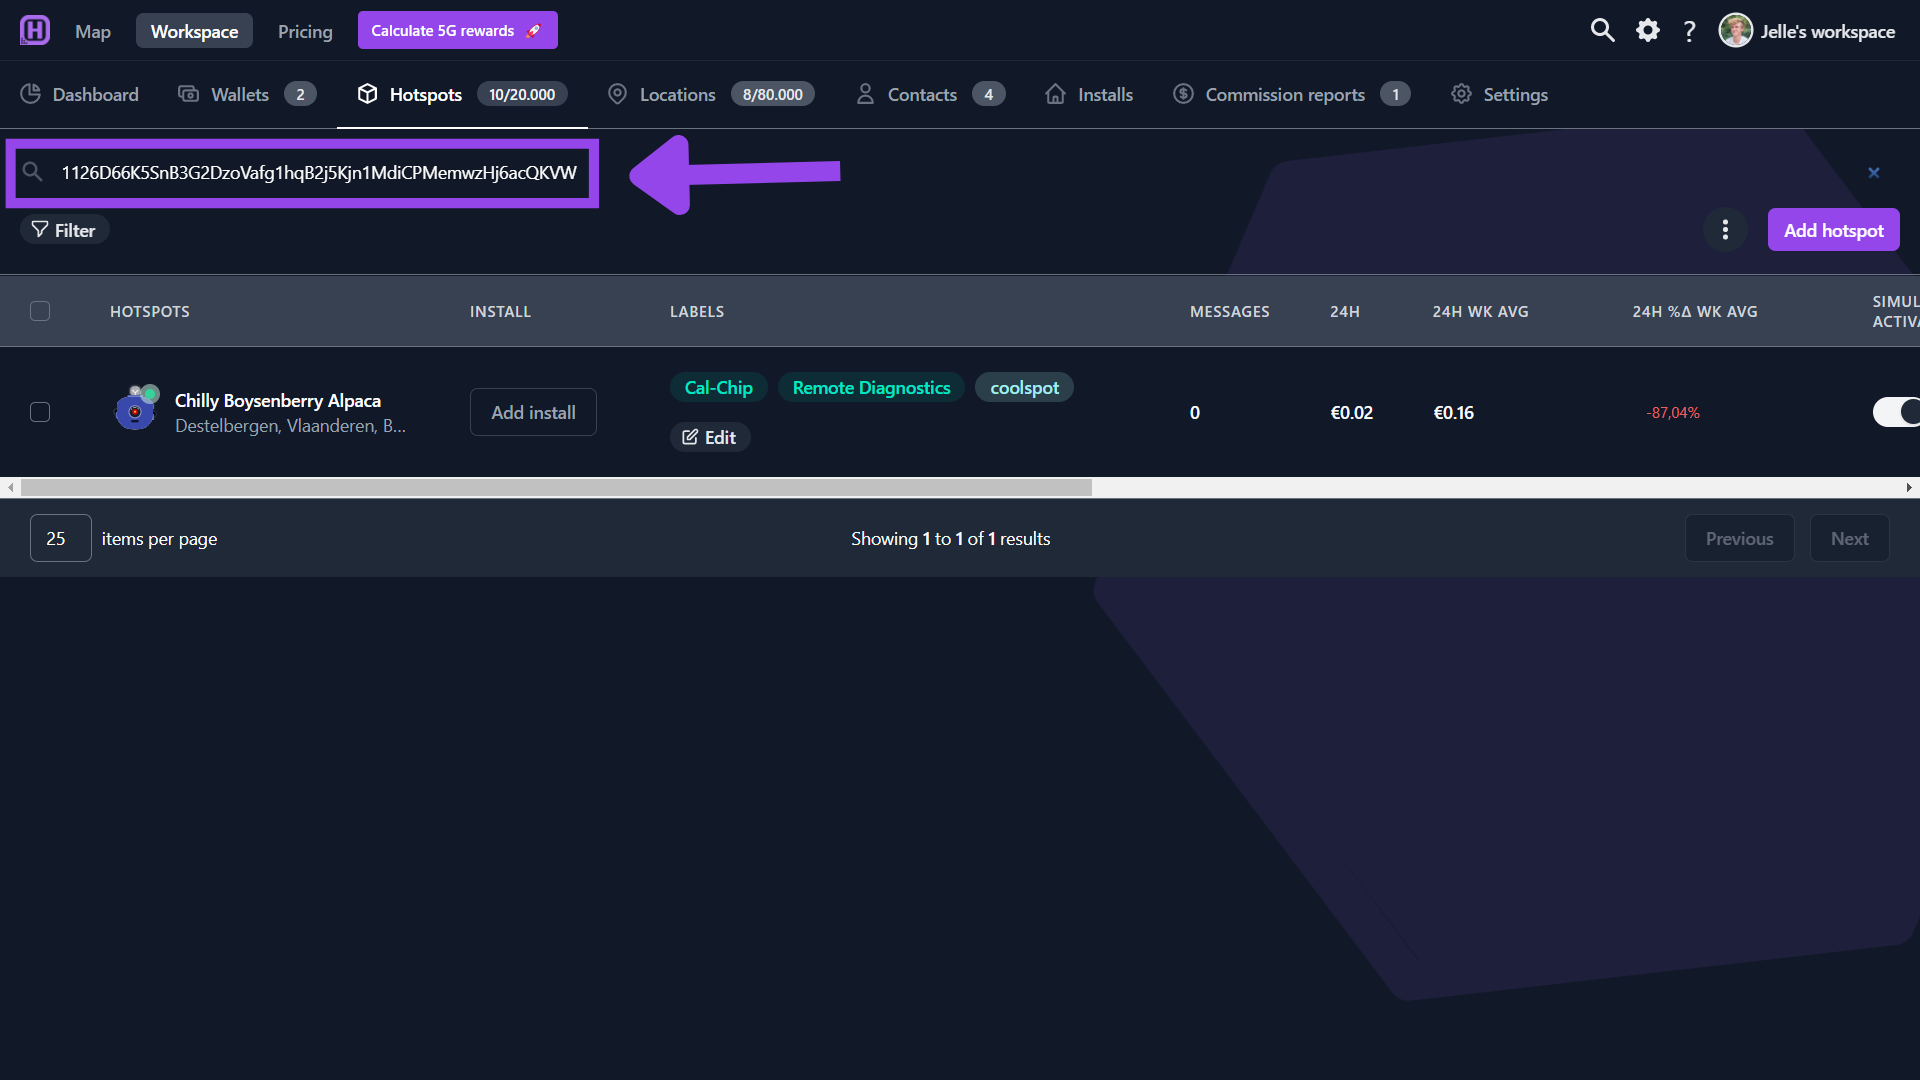 H Map Workspace Pricing Calculate 5G rewards 🚀 ? Jelle's workspace
Dashboard Wallets 2 Hotspots 10/20.000 Locations 8/80.000 Contacts 4 Installs Commission reports 1 Settings
1126D66K5SnB3G2DzoVafg1hqB2j5Kjn1MdiCPMemwzHj6acQKVW
Filter Add hotspot
HOTSPOTS INSTALL LABELS MESSAGES 24H 24H WK AVG 24H %Δ WK AVG SIMUL
ACTIVA
Chilly Boysenberry Alpaca
Destelbergen, Vlaanderen, B...
Add install
Cal-Chip Remote Diagnostics coolspot
Edit
0 €0.02 €0.16 -87,04%
25 items per page Showing 1 to 1 of 1 results Previous Next